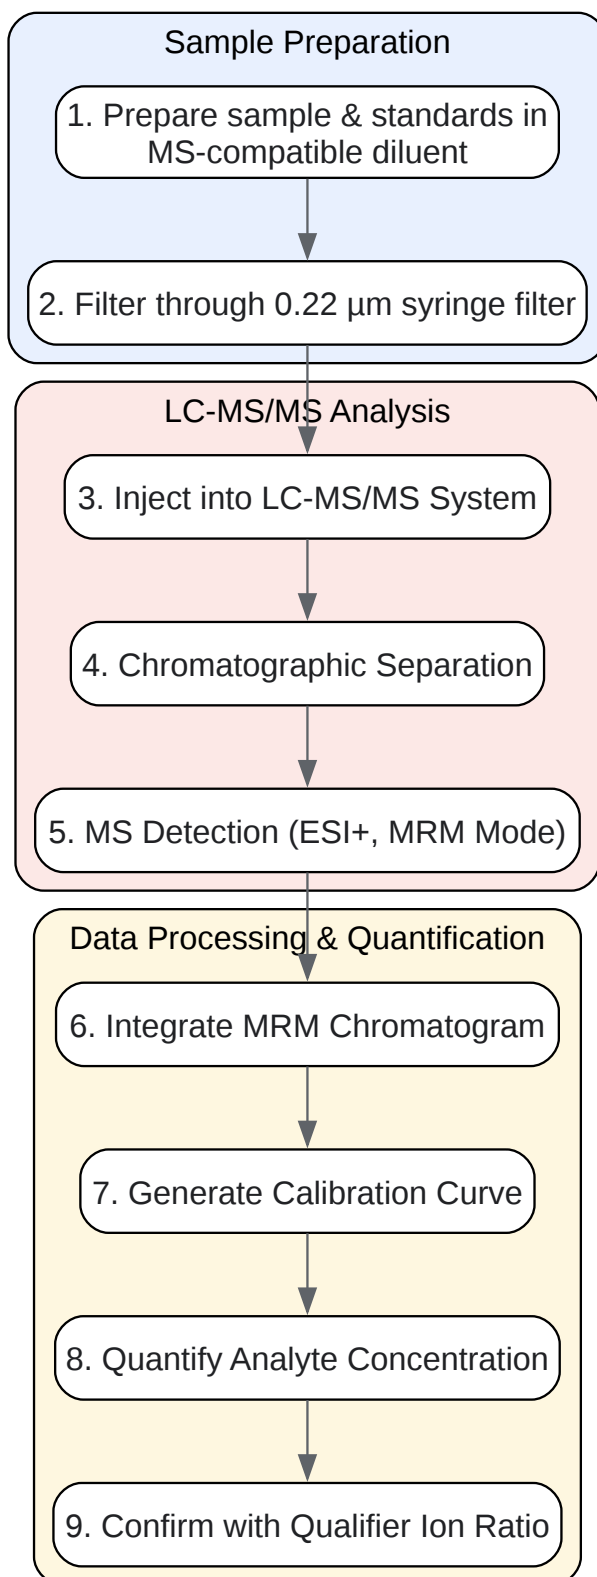 Sample Preparation
1. Prepare sample & standards in
MS-compatible diluent
2. Filter through 0.22 µm syringe filter
LC-MS/MS Analysis
3. Inject into LC-MS/MS System
4. Chromatographic Separation
5. MS Detection (ESI+, MRM Mode)
Data Processing & Quantification
6. Integrate MRM Chromatogram
7. Generate Calibration Curve
8. Quantify Analyte Concentration
9. Confirm with Qualifier Ion Ratio